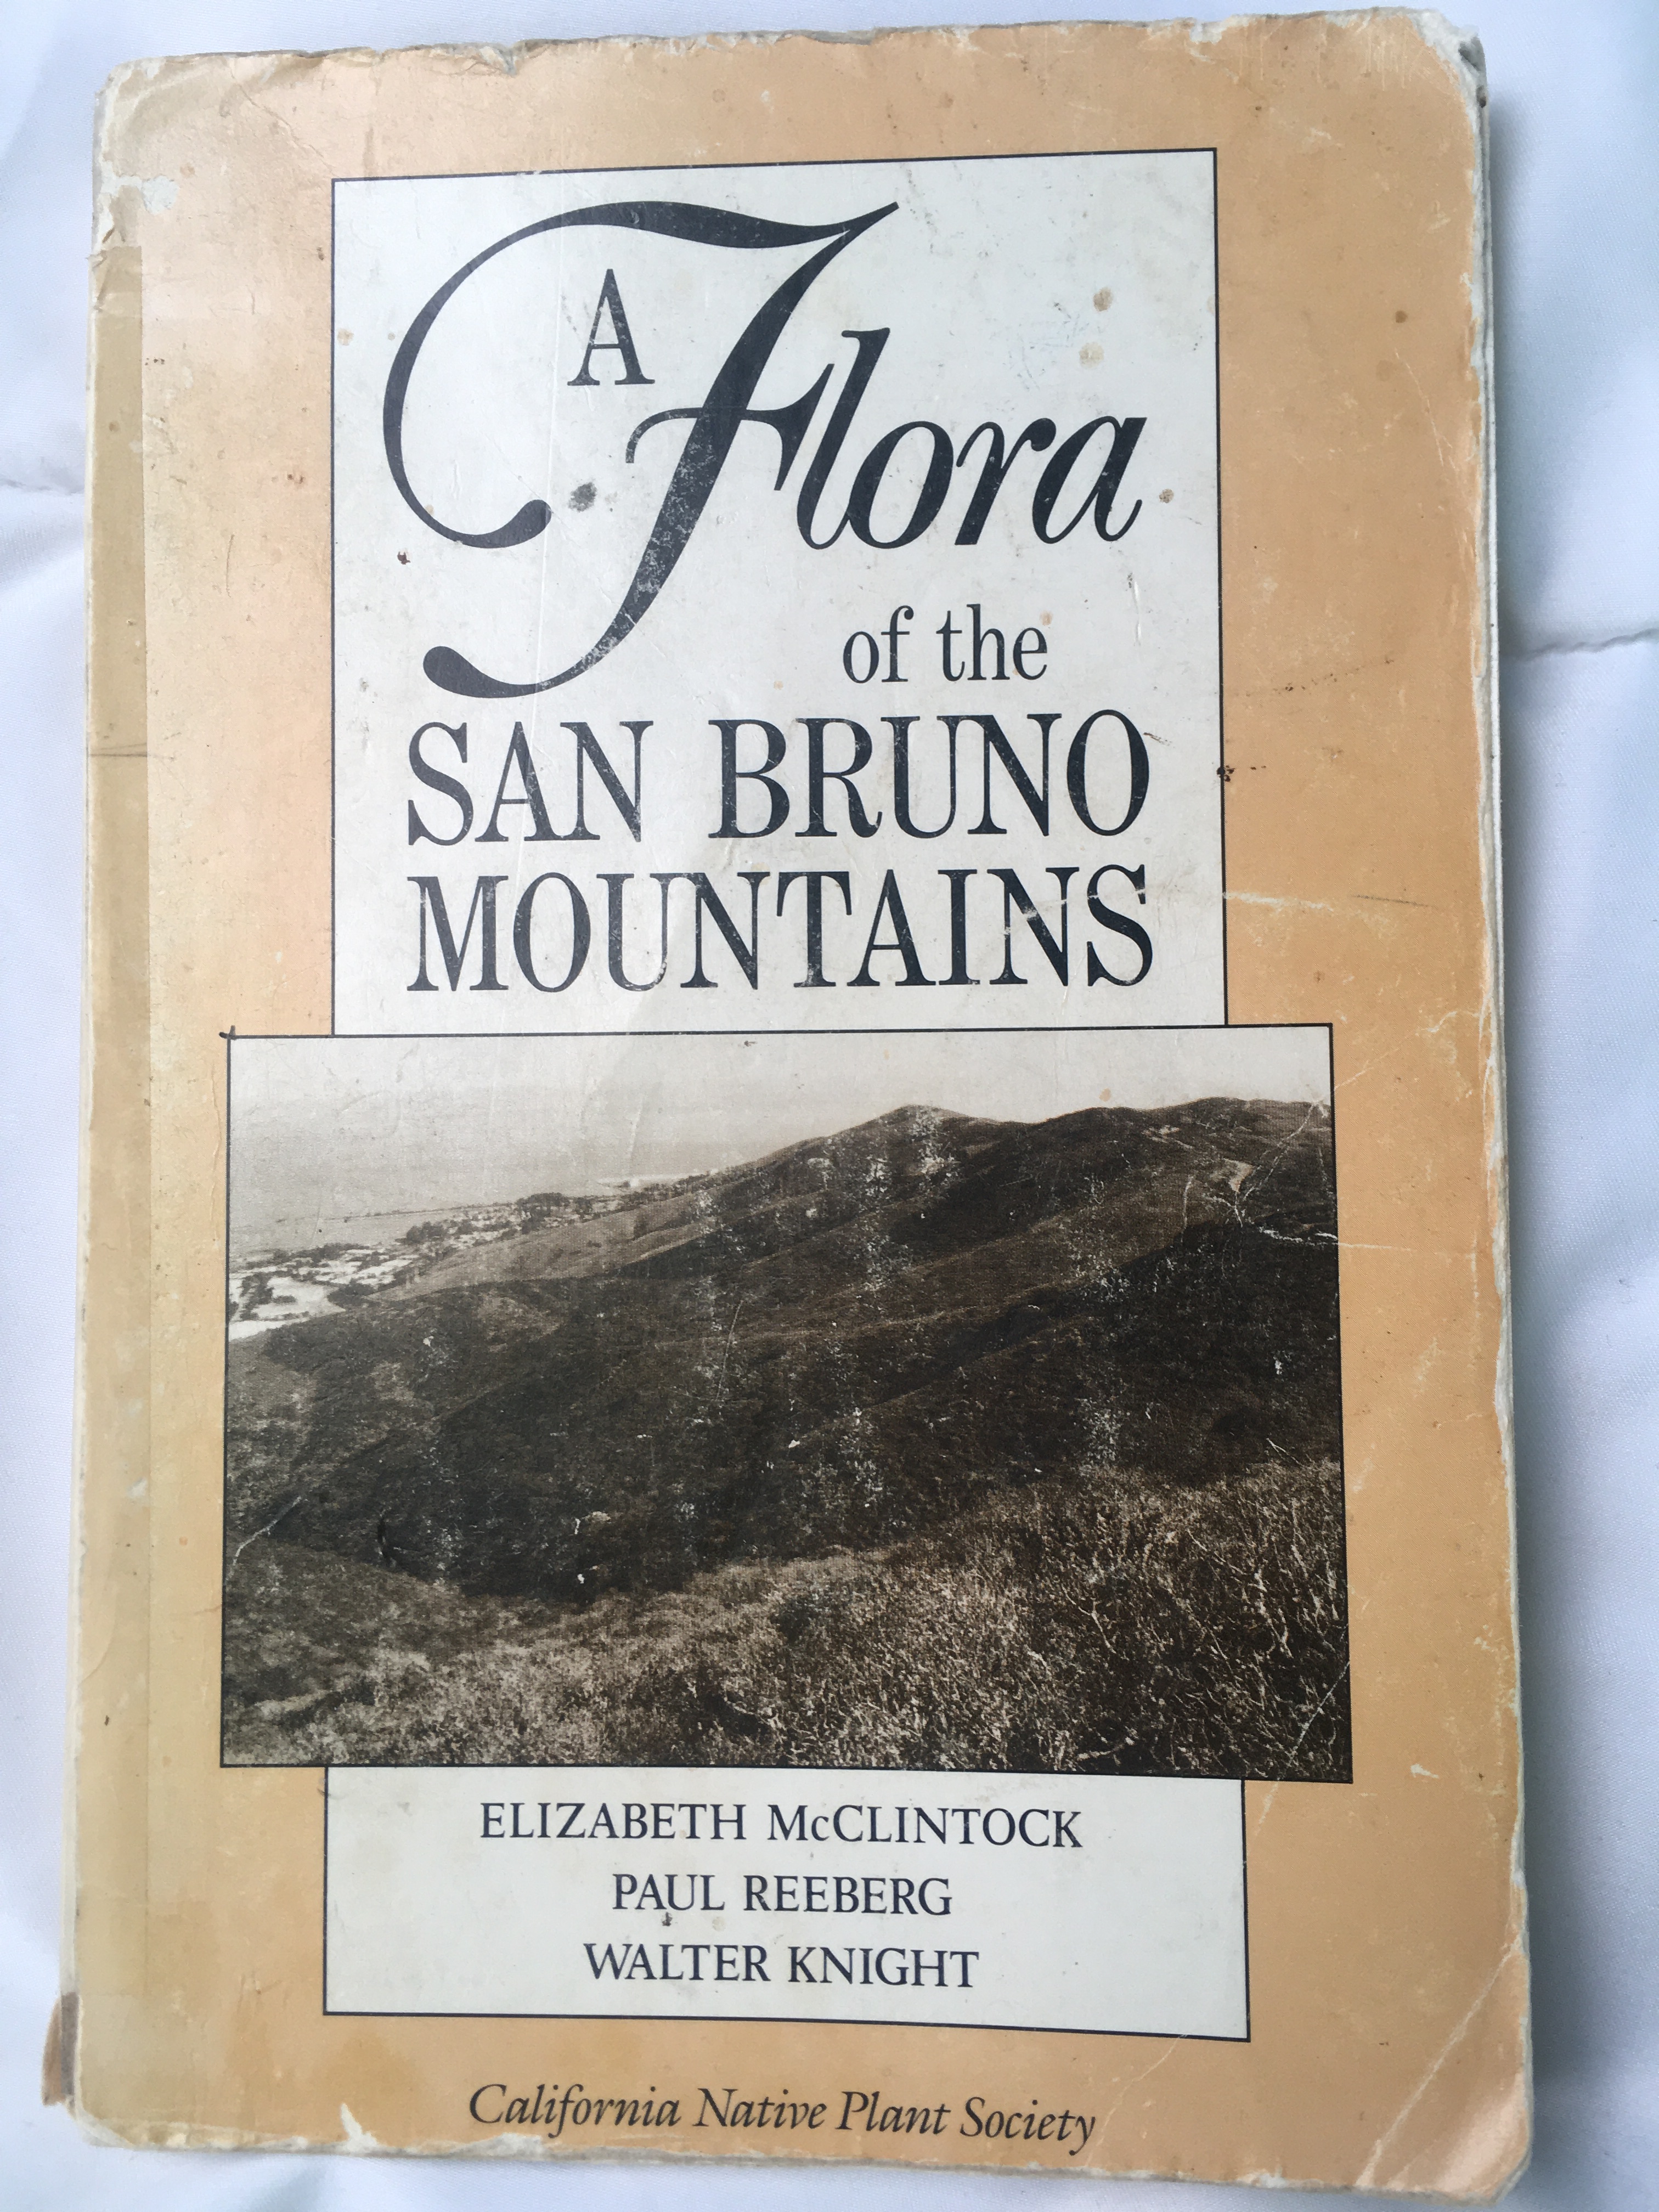 A Flora
of the
SAN BRUNO
MOUNTAINS
ELIZABETH McCLINTOCK
PAUL REEBERG
WALTER KNIGHT
California Native Plant Society